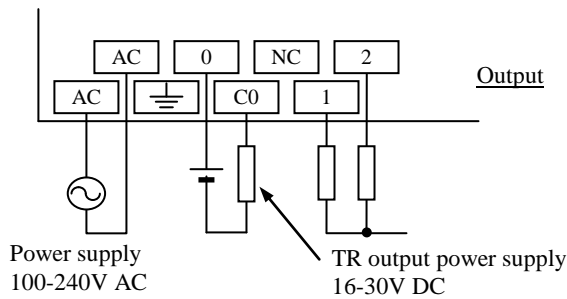 AC
0
NC
2
AC
C0
1
Output
Power supply
100-240V AC
TR output power supply
16-30V DC